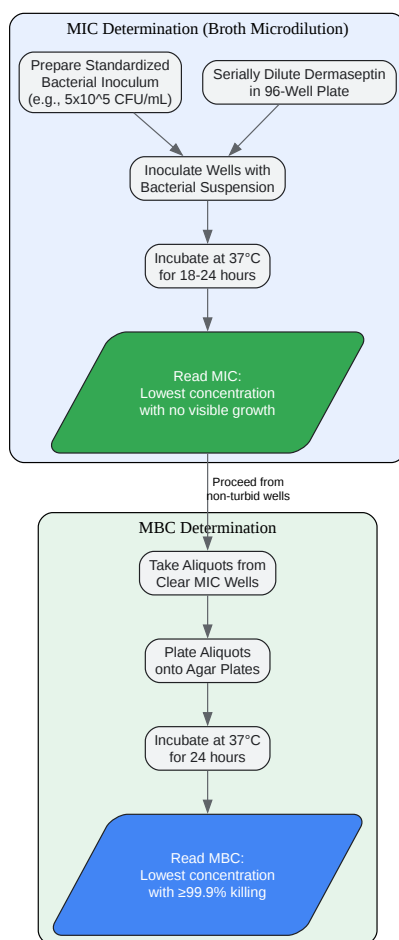 MIC Determination (Broth Microdilution)
Prepare Standardized
Bacterial Inoculum
(e.g., 5x10^5 CFU/mL)
Serially Dilute Dermaseptin
in 96-Well Plate
Inoculate Wells with
Bacterial Suspension
Incubate at 37°C
for 18-24 hours
Read MIC:
Lowest concentration
with no visible growth
Proceed from
non-turbid wells
MBC Determination
Take Aliquots from
Clear MIC Wells
Plate Aliquots
onto Agar Plates
Incubate at 37°C
for 24 hours
Read MBC:
Lowest concentration
with ≥99.9% killing